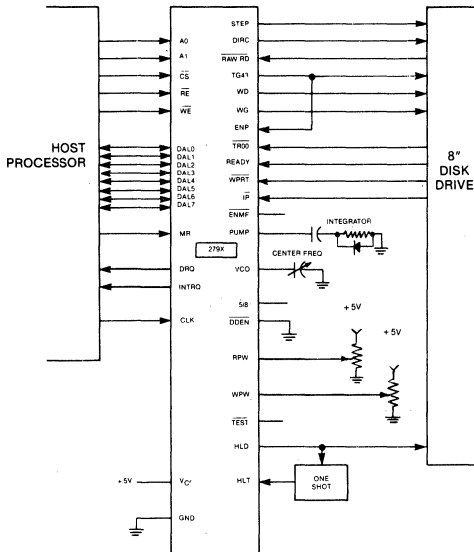 STEP
DIRC
RAW RD
TG43
WD
WG
ENP
TR00
READY
WPRT
IP
ENMF
PUMP
INTEGRATOR
VCO
CENTER FREQ
5/8
DDEN
RPW
+ 5V
WPW
+ 5V
TEST
HLD
HLT
ONE
SHOT
A0
A1
CS
RE
WE
DAL0
DAL1
DAL2
DAL3
DAL4
DAL5
DAL6
DAL7
MR
279X
DRQ
INTRQ
CLK
+ 5V
GND
HOST
PROCESSOR
8"
DISK
DRIVE